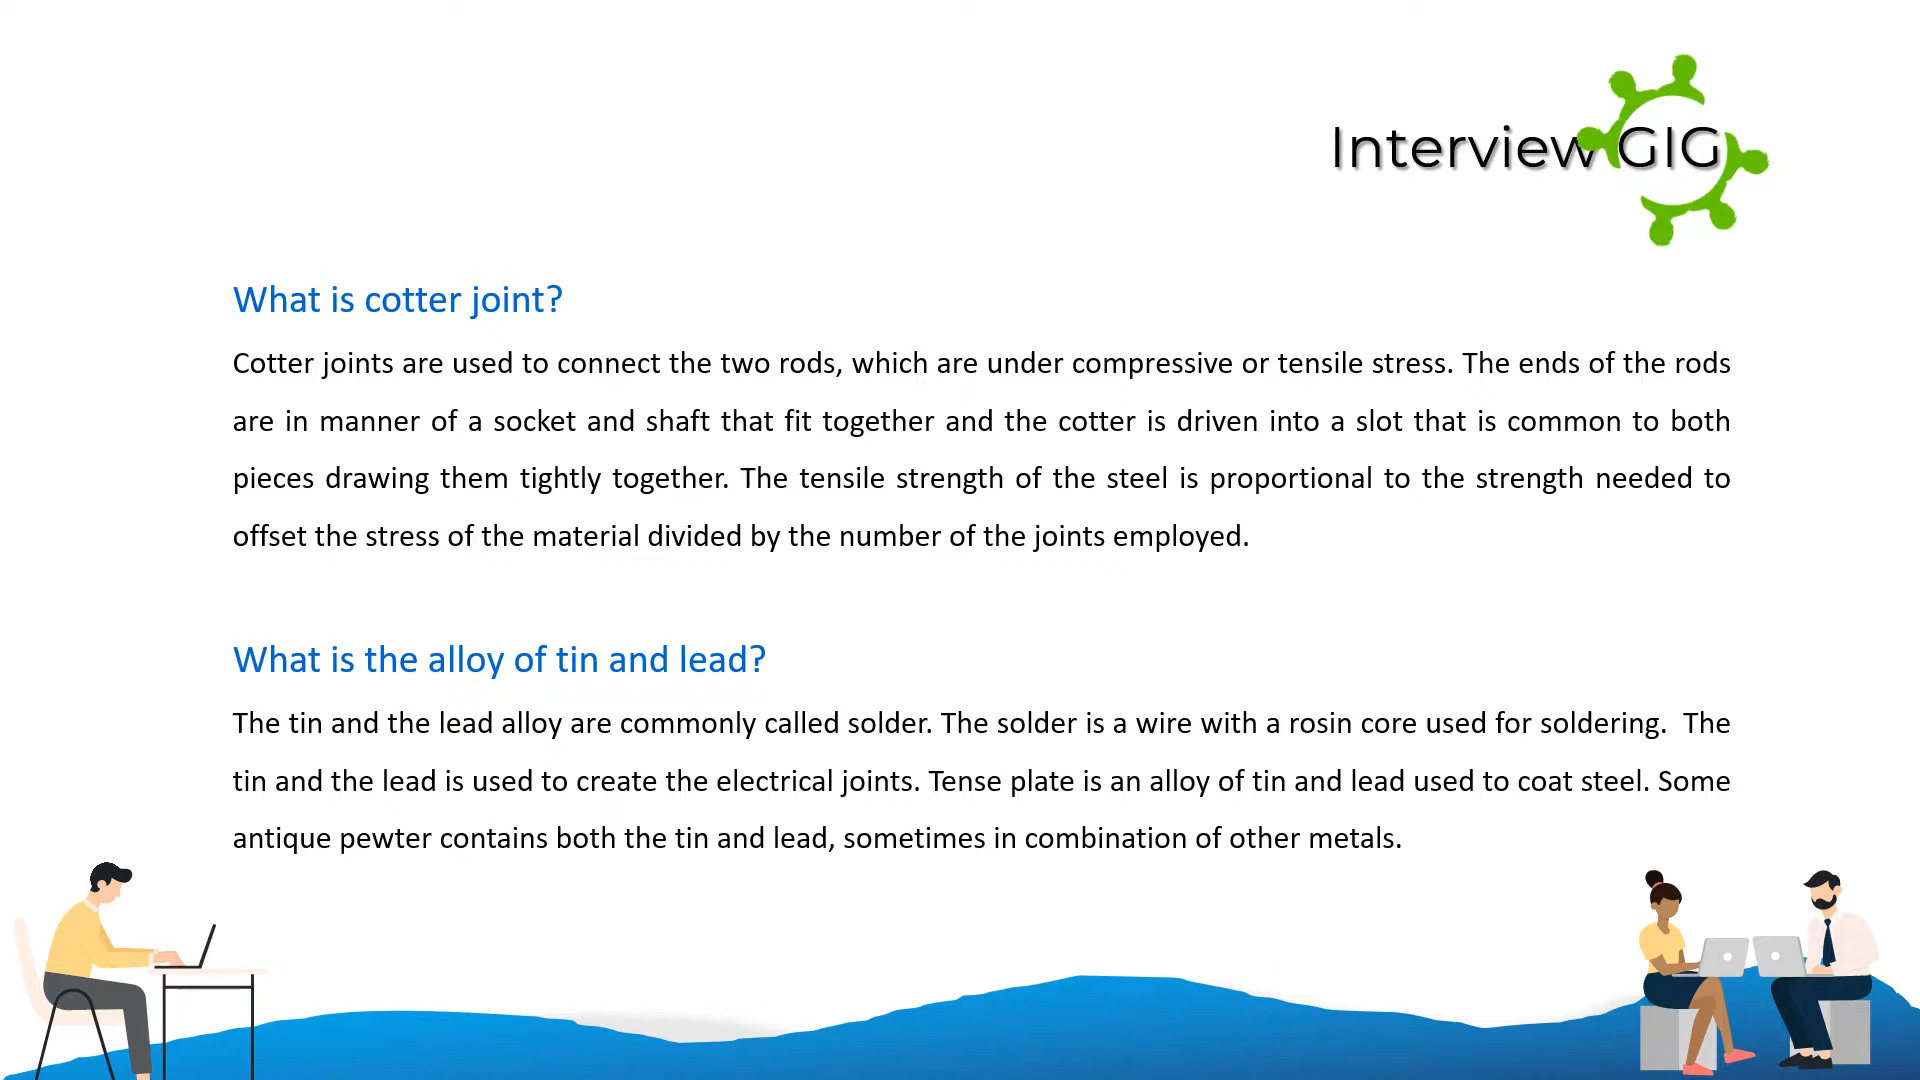 Interview GIG
What is cotter joint?
Cotter joints are used to connect the two rods, which are under compressive or tensile stress. The ends of the rods
are in manner of a socket and shaft that fit together and the cotter is driven into a slot that is common to both
pieces drawing them tightly together. The tensile strength of the steel is proportional to the strength needed to
offset the stress of the material divided by the number of the joints employed.
What is the alloy of tin and lead?
The tin and the lead alloy are commonly called solder. The solder is a wire with a rosin core used for soldering.  The
tin and the lead is used to create the electrical joints. Tense plate is an alloy of tin and lead used to coat steel. Some
antique pewter contains both the tin and lead, sometimes in combination of other metals.